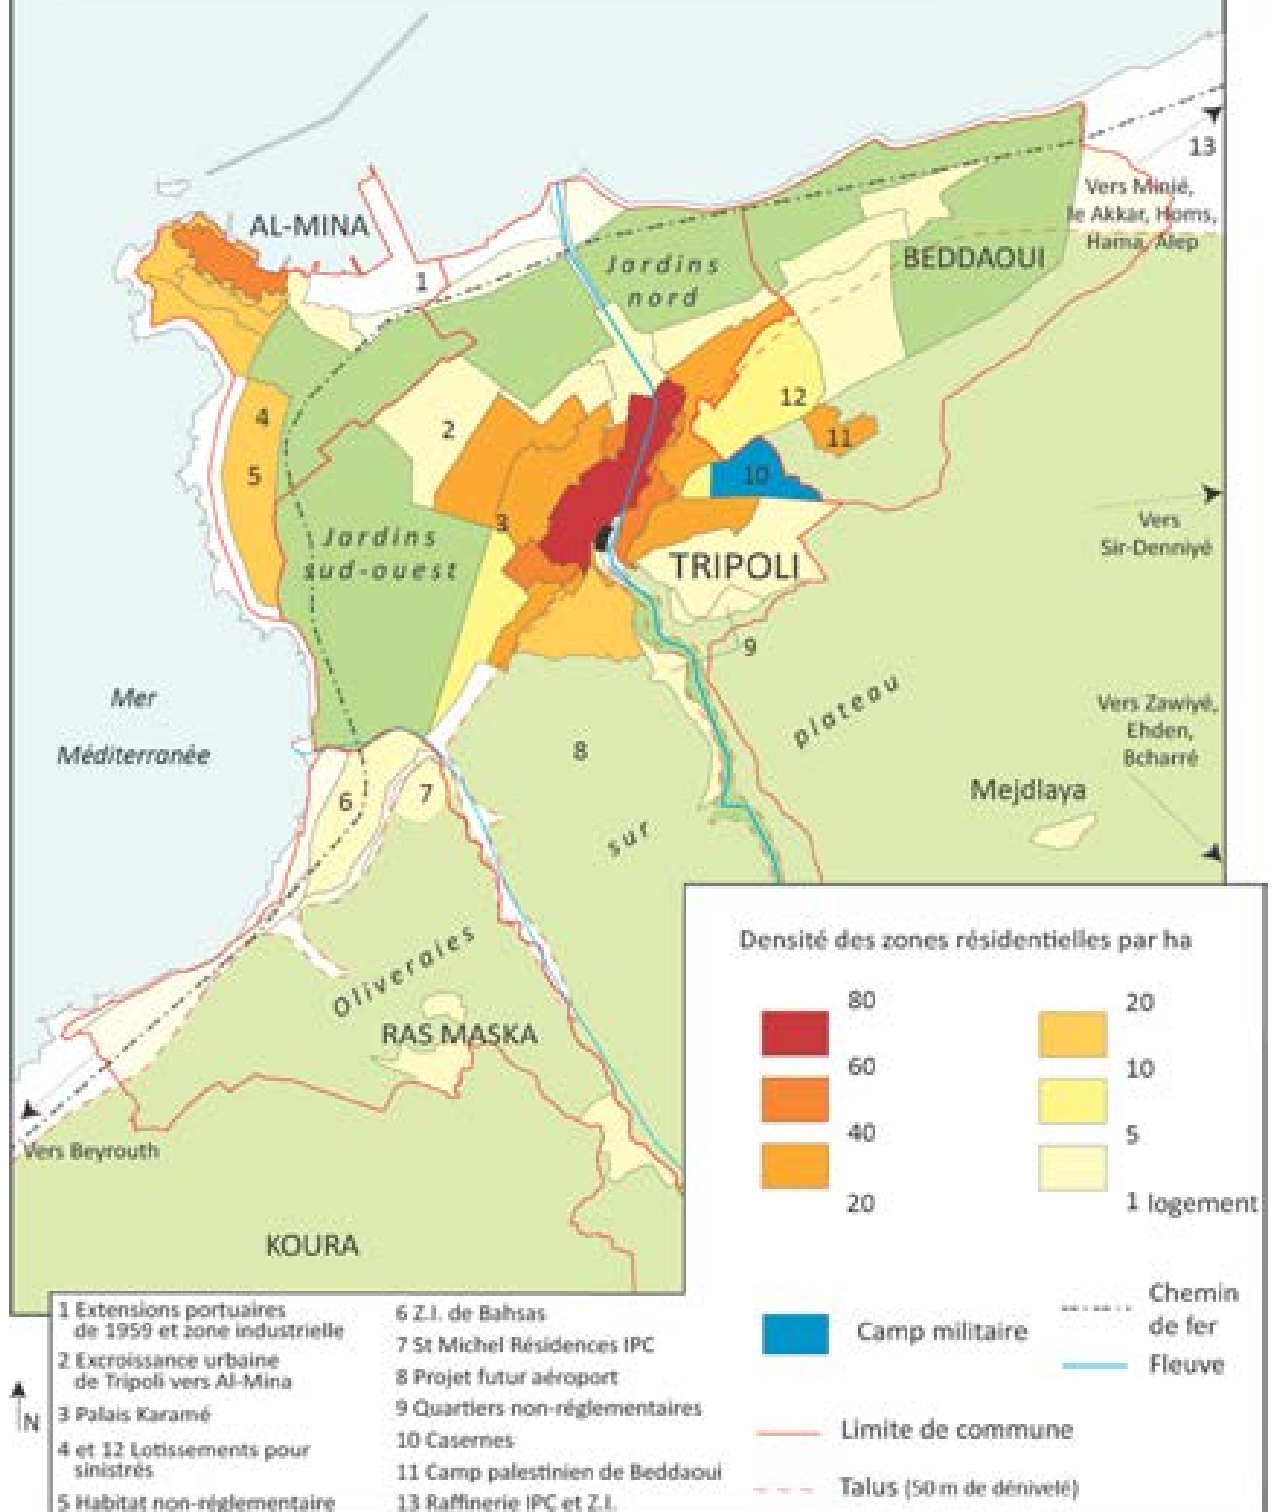 AL-MINA
13
Vers Minié,
le Akkar, Homs,
Hama, Alep
BEDDAOUI
Jardins
nord
1
12
4
2
11
5
10
3
Vers
Sir-Denniyé
Jardins
sud-ouest
TRIPOLI
9
Mer
Méditerranée
plateau
Vers Zawiyé,
Ehden,
Bcharré
8
Mejdlaya
6
7
sur
Oliveraies
RAS MASKA
Vers Beyrouth
KOURA
Densité des zones résidentielles par ha
80
60
40
20
20
10
5
1 logement
Camp militaire
Chemin
de fer
Fleuve
Limite de commune
Talus (50 m de dénivelé)
N
1 Extensions portuaires
de 1959 et zone industrielle
2 Excroissance urbaine
de Tripoli vers Al-Mina
3 Palais Karamé
4 et 12 Lotissements pour
sinistrés
5 Habitat non-réglementaire
6 Z.I. de Bahsas
7 St Michel Résidences IPC
8 Projet futur aéroport
9 Quartiers non-réglementaires
10 Casernes
11 Camp palestinien de Beddaoui
13 Raffinerie IPC et Z.I.